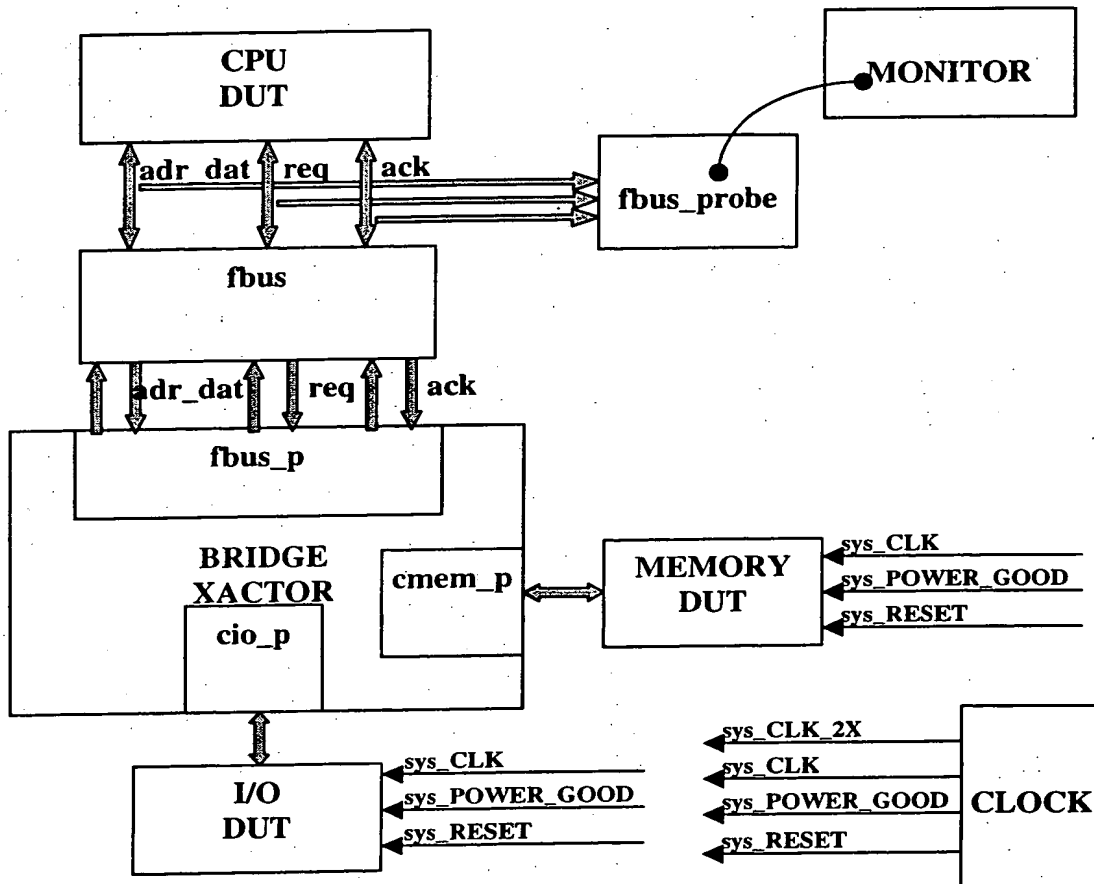 CPU
DUT
MONITOR
adr_dat
req
ack
fbus_probe
fbus
adr_dat
req
ack
fbus_p
BRIDGE
XACTOR
cmem_p
cio_p
MEMORY
DUT
sys_CLK
sys_POWER_GOOD
sys_RESET
I/O
DUT
sys_CLK
sys_POWER_GOOD
sys_RESET
sys_CLK_2X
sys_CLK
sys_POWER_GOOD
sys_RESET
CLOCK